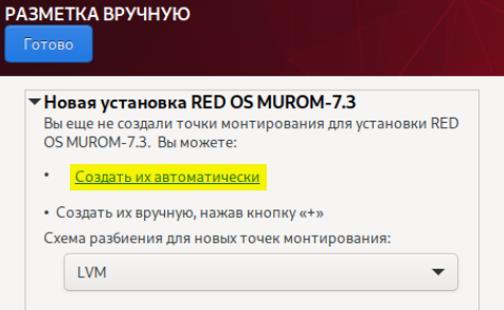 РАЗМЕТКА ВРУЧНУЮ
Готово
Новая установка RED OS MUROM-7.3
Вы еще не создали точки монтирования для установки RED
OS MUROM-7.3. Вы можете:
• Создать их автоматически
• Создать их вручную, нажав кнопку «+»
Схема разбиения для новых точек монтирования:
LVM